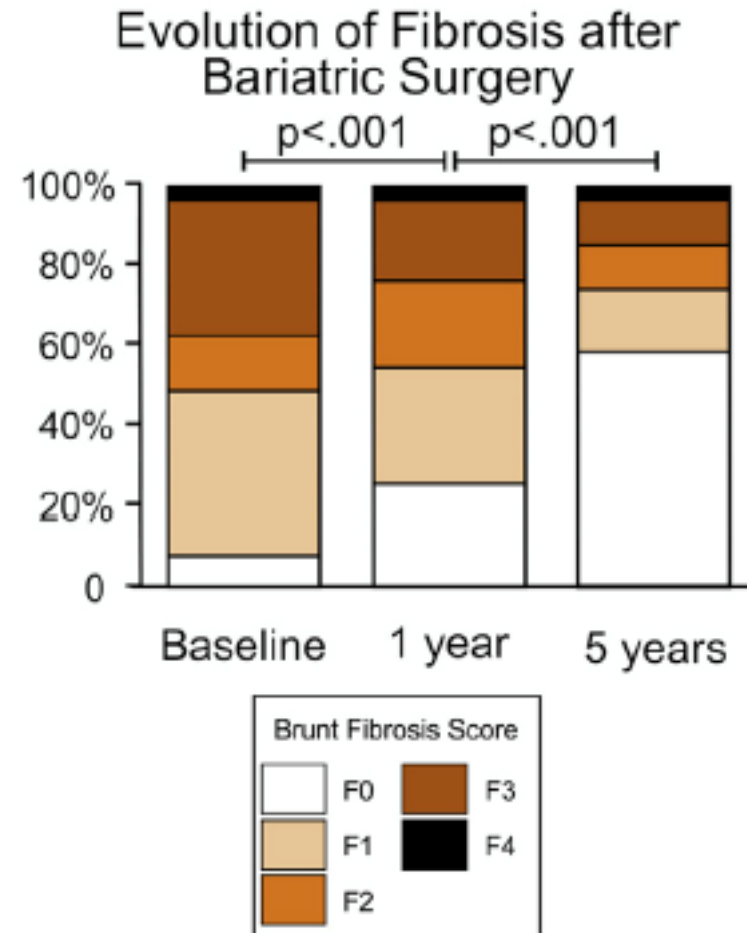 Evolution of Fibrosis after
Bariatric Surgery
p<.001 p<.001
100%
80%
60%
40%
20%
0
Baseline 1 year 5 years
Brunt Fibrosis Score
F0 F3
F1 F4
F2